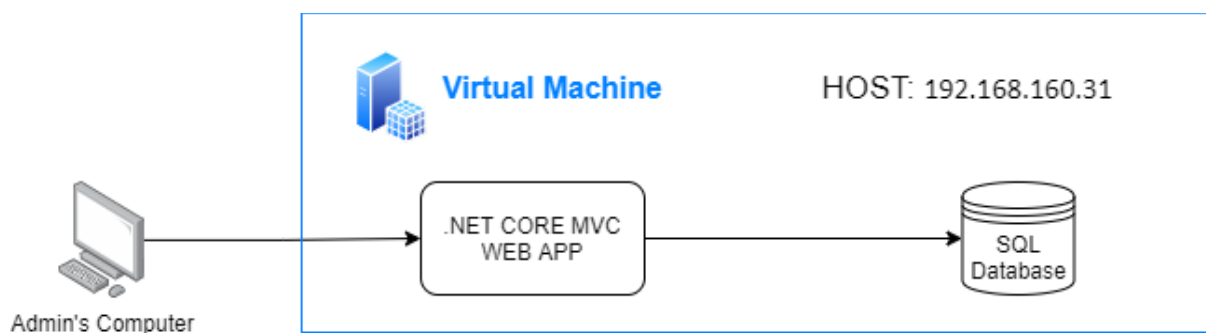 Virtual Machine
HOST: 192.168.160.31
.NET CORE MVC
WEB APP
SQL
Database
Admin's Computer